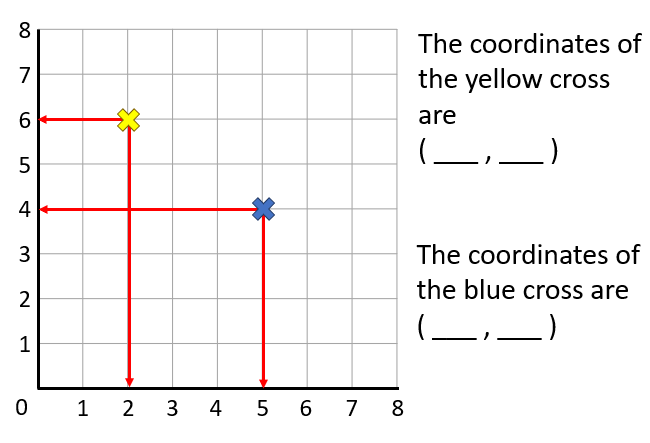 8
7
6
5
4
3
2
1
0 1 2 3 4 5 6 7 8
The coordinates of
the yellow cross
are
( ___ , ___ )
The coordinates of
the blue cross are
( ___ , ___ )